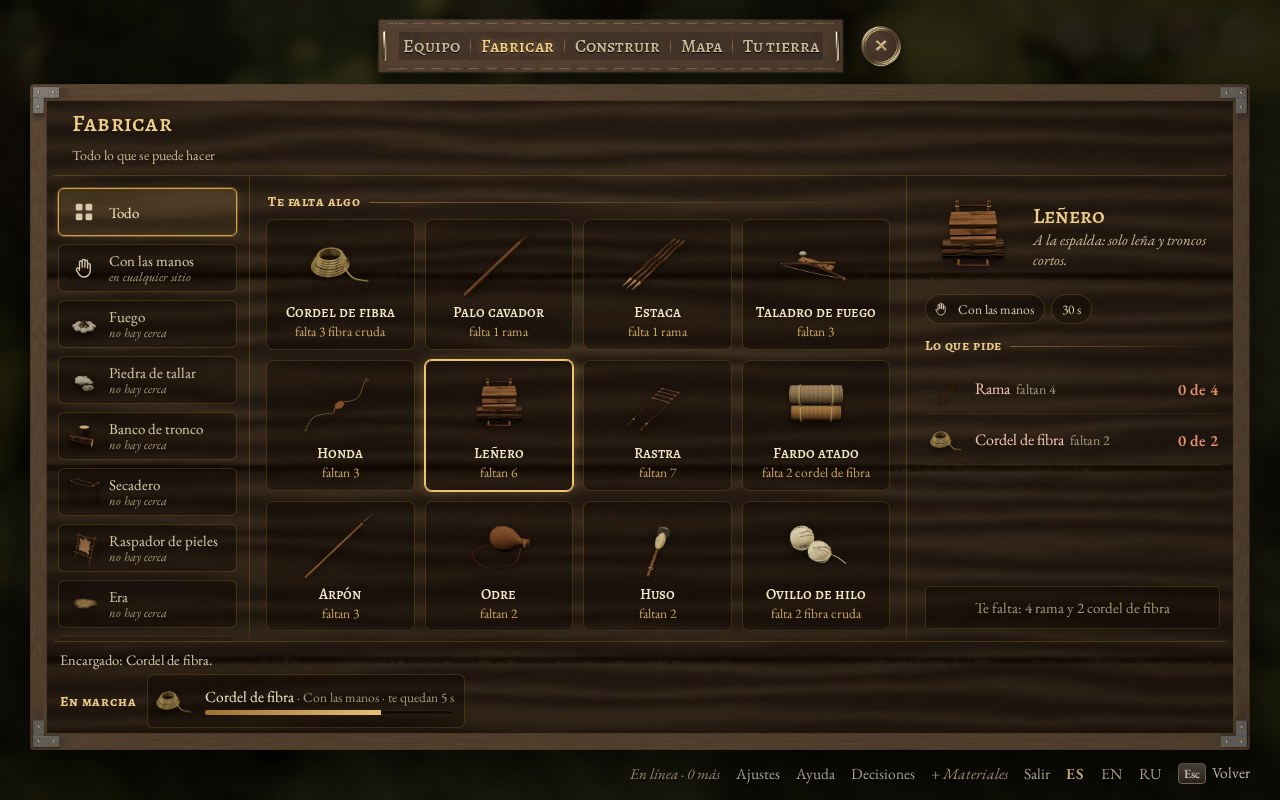 Equipo
Fabricar
Construir
Mapa
Tu tierra
Fabricar
Todo lo que se puede hacer
Todo
Con las manos
en cualquier sitio
Fuego
no hay cerca
Piedra de tallar
no hay cerca
Banco de tronco
no hay cerca
Secadero
no hay cerca
Raspador de pieles
no hay cerca
Era
no hay cerca
Te falta algo
Cordel de fibra
falta 3 fibra cruda
Palo cavador
falta 1 rama
Estaca
falta 1 rama
Taladro de fuego
faltan 3
Honda
faltan 3
Leñero
faltan 6
Rastra
faltan 7
Fardo atado
falta 2 cordel de fibra
Arpón
faltan 3
Odre
faltan 2
Huso
faltan 2
Ovillo de hilo
falta 2 fibra cruda
Leñero
A la espalda: solo leña y troncos
cortos.
Con las manos
30 s
Lo que pide
Rama faltan 4 0 de 4
Cordel de fibra faltan 2 0 de 2
Te falta: 4 rama y 2 cordel de fibra
Encargado: Cordel de fibra.
En marcha
Cordel de fibra · Con las manos · te quedan 5 s
En línea · 0 más
Ajustes
Ayuda
Decisiones
+ Materiales
Salir
ES
EN
RU
Esc
Volver